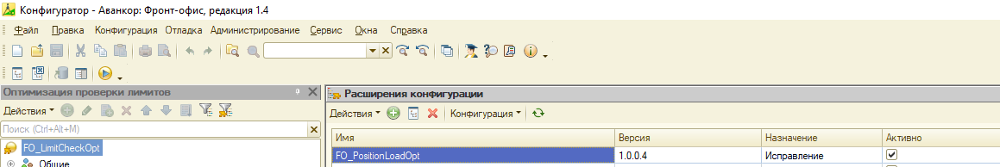 Конфигуратор - Аванкор: Фронт-офис, редакция 1.4
Файл Правка Конфигурация Отладка Администрирование Сервис Окна Справка
Оптимизация проверки лимитов
Действия
Поиск (Ctrl+Alt+M)
FO_LimitCheckOpt
Общие
Расширения конфигурации
Действия Конфигурация
Имя Версия Назначение Активно
FO_PositionLoadOpt 1.0.0.4 Исправление